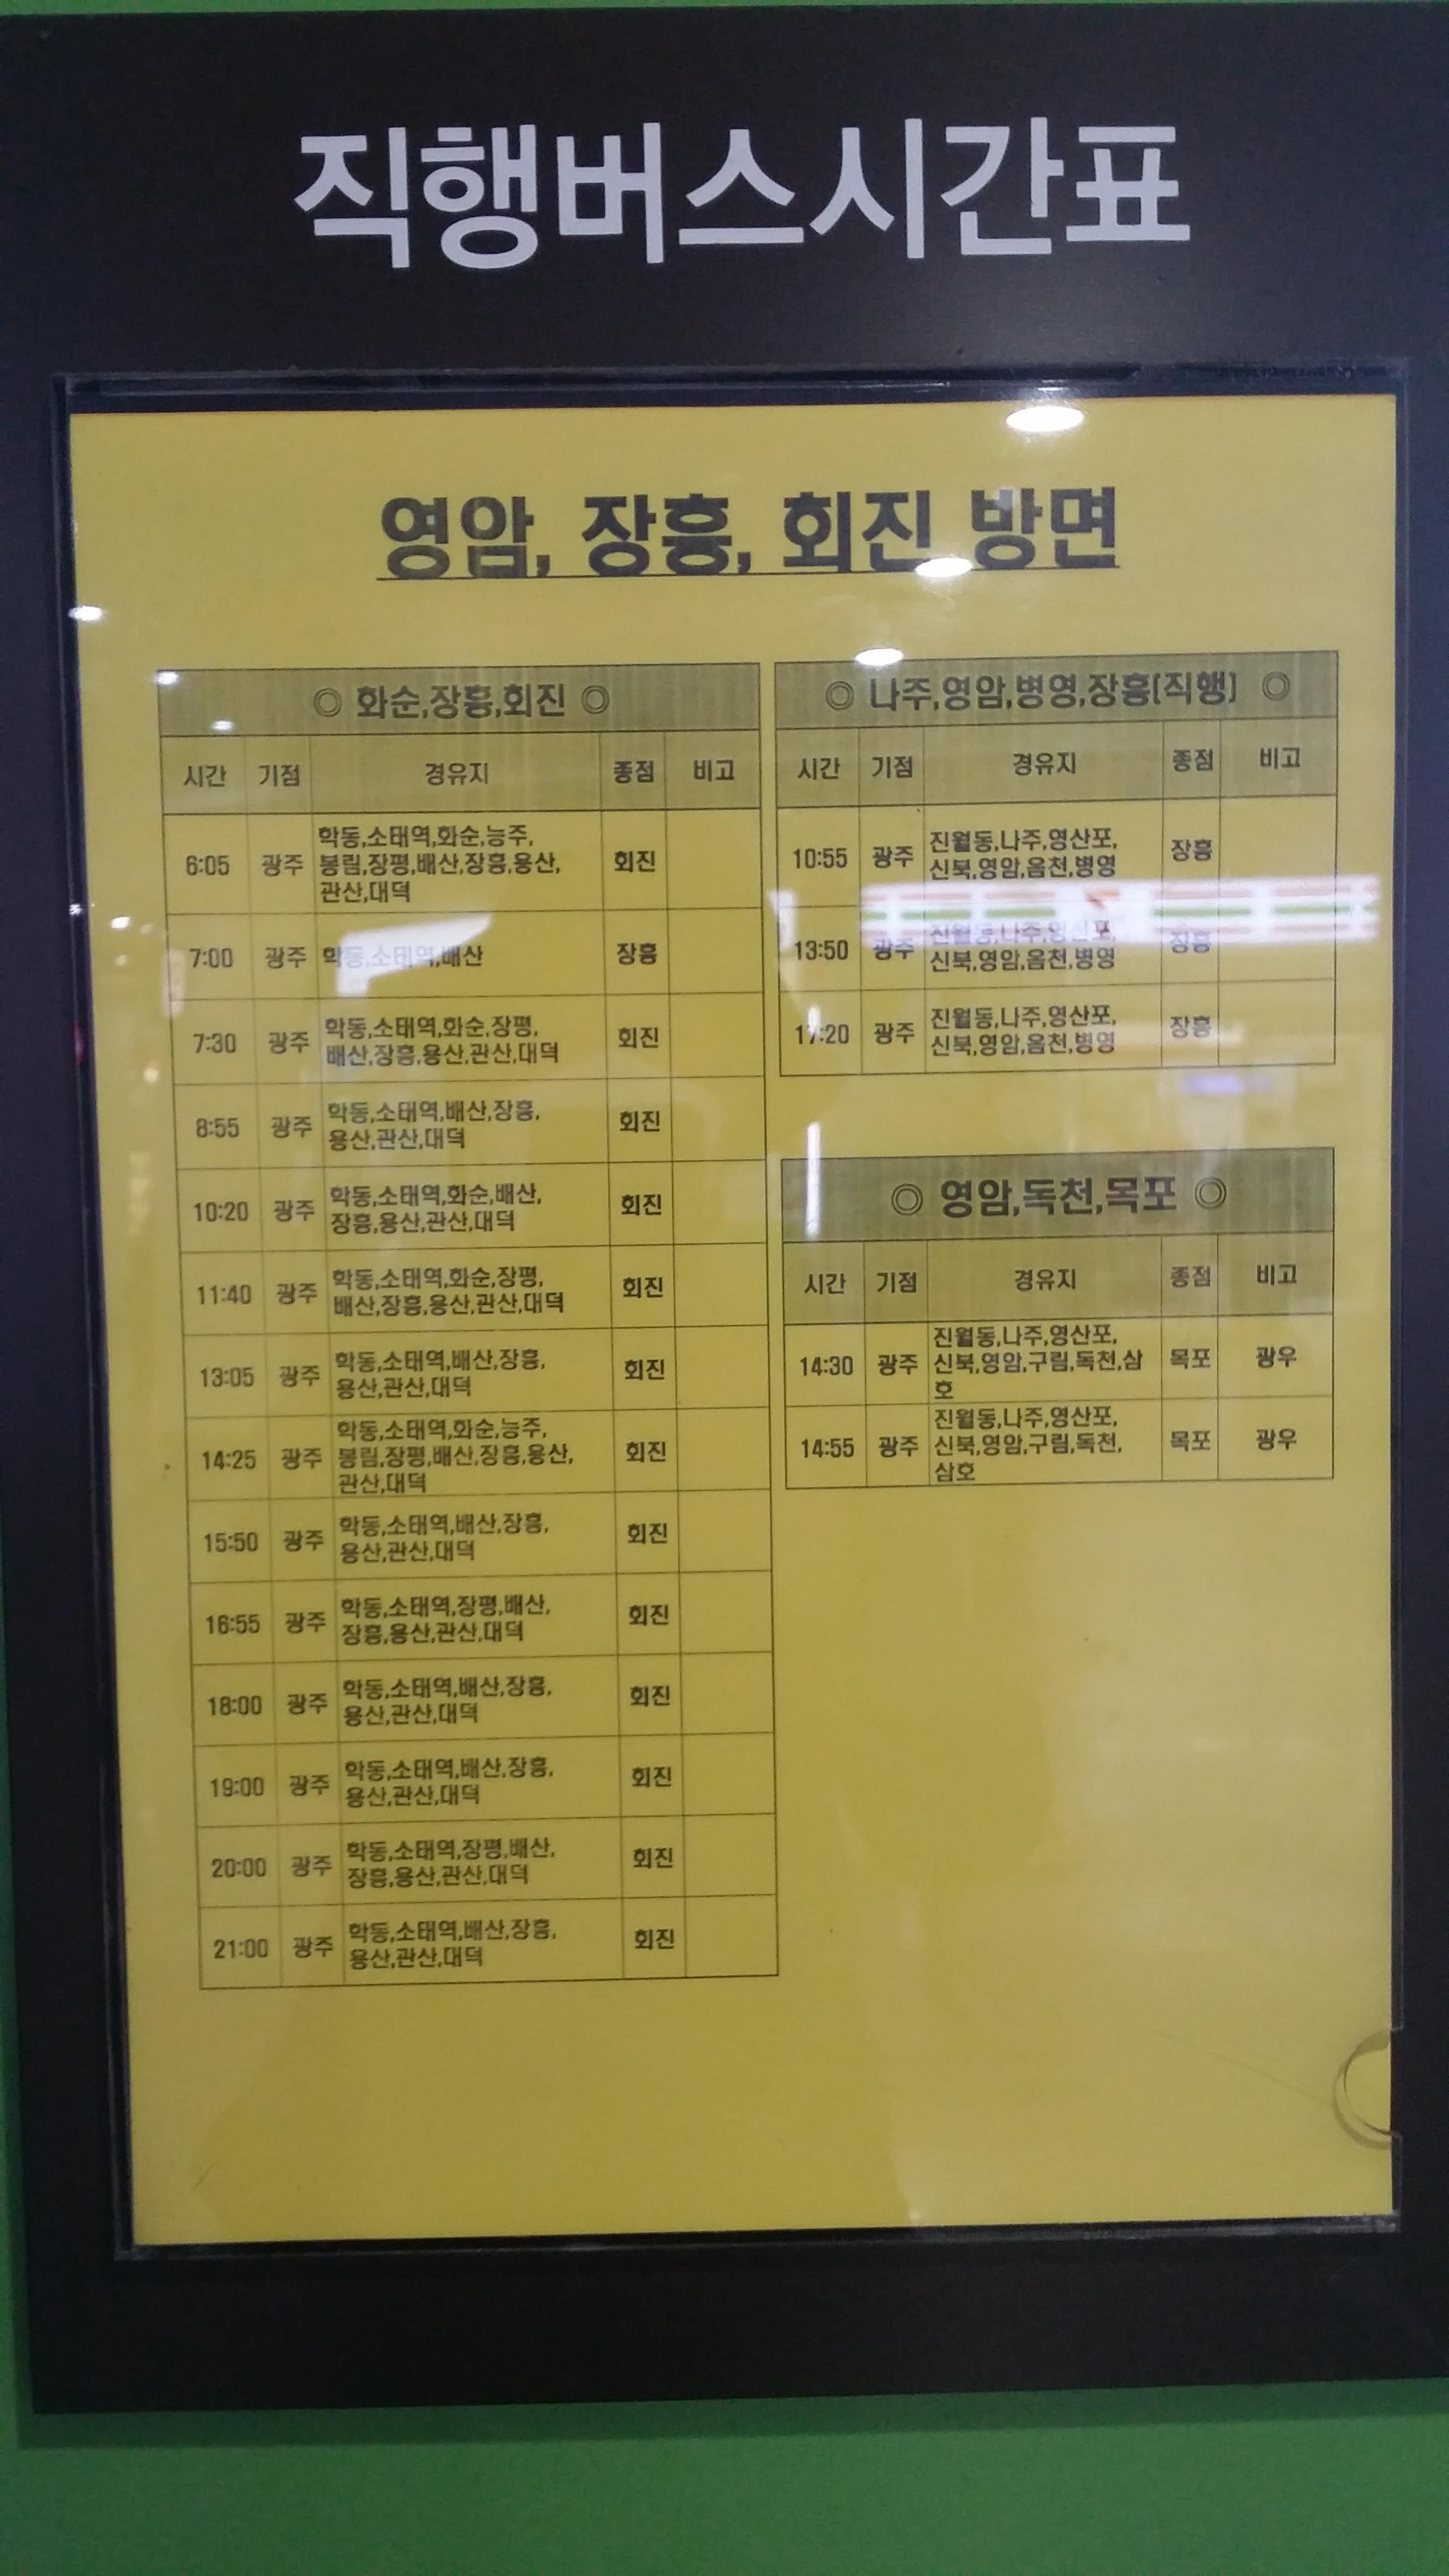 직행버스시간표
영암, 장흥, 회진 방면
◎ 화순,장흥,회진 ◎
시간 기점 경유지 종점 비고
6:05 광주 학동,소태역,화순,능주, 회진
봉림,장평,배산,장흥,용산,
관산,대덕
7:00 광주 학동,소태역,배산 장흥
7:30 광주 학동,소태역,화순,장평, 회진
배산,장흥,용산,관산,대덕
8:55 광주 학동,소태역,배산,장흥, 회진
용산,관산,대덕
10:20 광주 학동,소태역,화순,배산, 회진
장흥,용산,관산,대덕
11:40 광주 학동,소태역,화순,장평, 회진
배산,장흥,용산,관산,대덕
13:05 광주 학동,소태역,배산,장흥, 회진
용산,관산,대덕
14:25 광주 학동,소태역,화순,능주, 회진
봉림,장평,배산,장흥,용산,
관산,대덕
15:50 광주 학동,소태역,배산,장흥, 회진
용산,관산,대덕
16:55 광주 학동,소태역,장평,배산, 회진
장흥,용산,관산,대덕
18:00 광주 학동,소태역,배산,장흥, 회진
용산,관산,대덕
19:00 광주 학동,소태역,배산,장흥, 회진
용산,관산,대덕
20:00 광주 학동,소태역,장평,배산, 회진
장흥,용산,관산,대덕
21:00 광주 학동,소태역,배산,장흥, 회진
용산,관산,대덕
◎ 나주,영암,병영,장흥(직행) ◎
시간 기점 경유지 종점 비고
10:55 광주 진월동,나주,영산포, 장흥
신북,영암,옴천,병영
13:50 광주 진월동,나주,영산포, 장흥
신북,영암,옴천,병영
17:20 광주 진월동,나주,영산포, 장흥
신북,영암,옴천,병영
◎ 영암,독천,목포 ◎
시간 기점 경유지 종점 비고
14:30 광주 진월동,나주,영산포, 목포 광우
신북,영암,구림,독천,삼
호
14:55 광주 진월동,나주,영산포, 목포 광우
신북,영암,구림,독천,
삼호